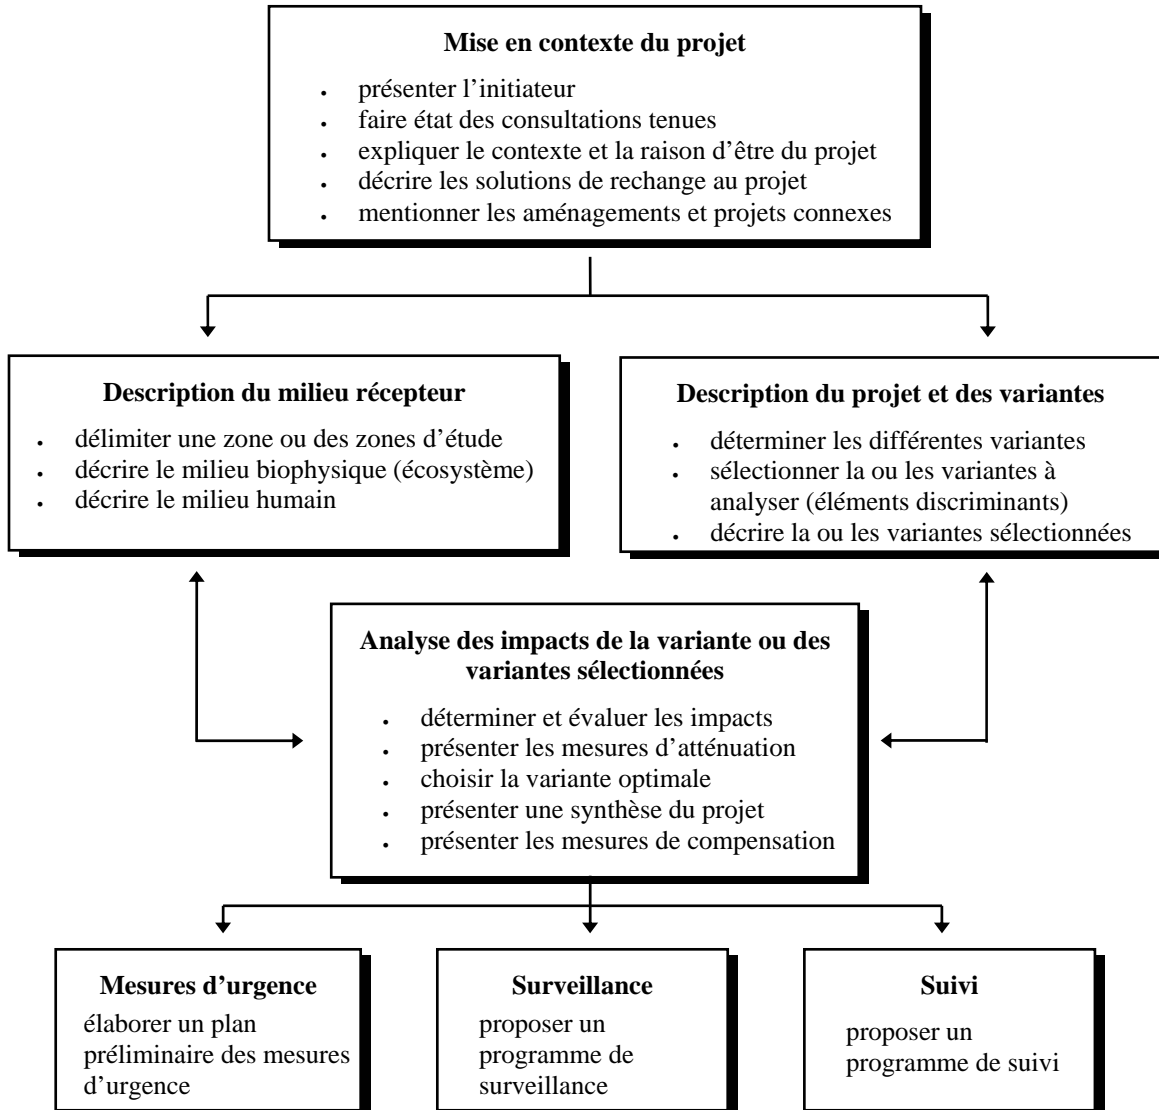 Mise en contexte du projet
• présenter l’initiateur
• faire état des consultations tenues
• expliquer le contexte et la raison d’être du projet
• décrire les solutions de rechange au projet
• mentionner les aménagements et projets connexes
Description du milieu récepteur
• délimiter une zone ou des zones d’étude
• décrire le milieu biophysique (écosystème)
• décrire le milieu humain
Description du projet et des variantes
• déterminer les différentes variantes
• sélectionner la ou les variantes à
analyser (éléments discriminants)
• décrire la ou les variantes sélectionnées
Analyse des impacts de la variante ou des
variantes sélectionnées
• déterminer et évaluer les impacts
• présenter les mesures d’atténuation
• choisir la variante optimale
• présenter une synthèse du projet
• présenter les mesures de compensation
Mesures d’urgence
élaborer un plan
préliminaire des mesures
d’urgence
Surveillance
proposer un
programme de
surveillance
Suivi
proposer un
programme de suivi